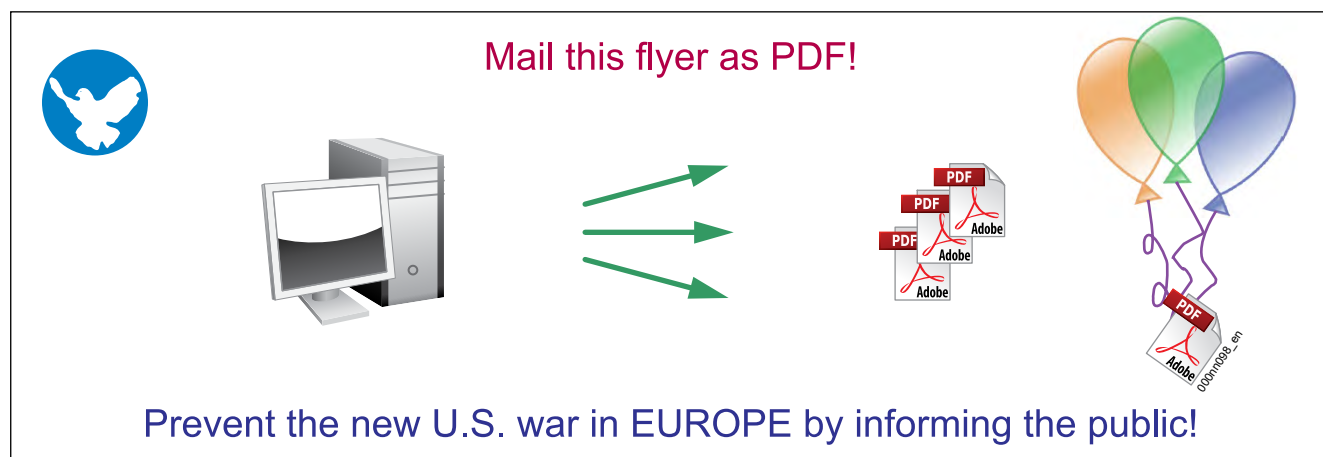 Mail this flyer as PDF!
PDF
Adobe
PDF
Adobe
PDF
Adobe
PDF
Adobe
000nn098_en
Prevent the new U.S. war in EUROPE by informing the public!